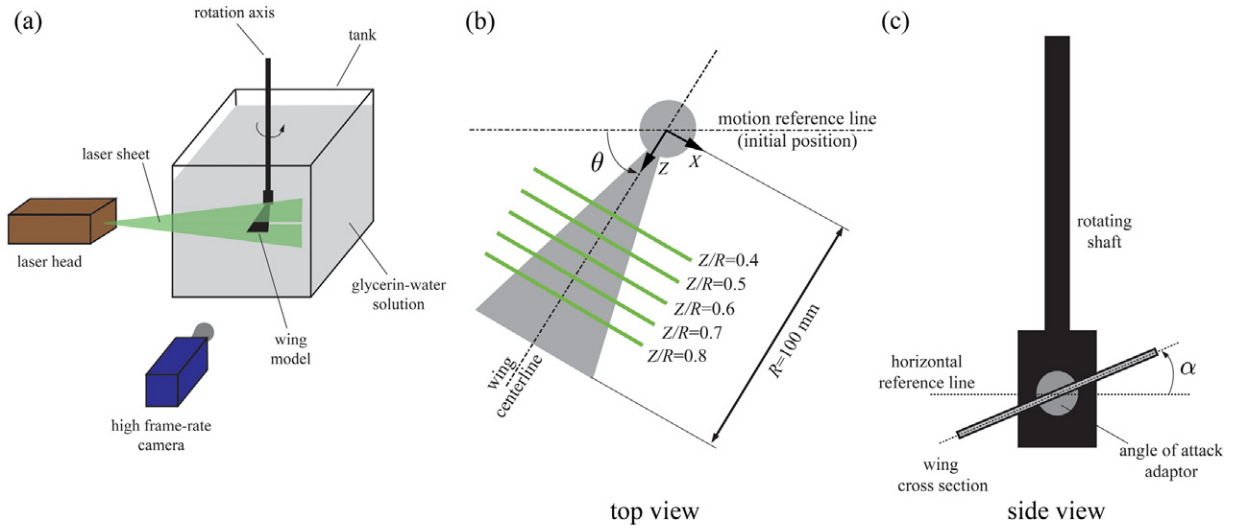 (a)
rotation axis
tank
laser sheet
laser head
glycerin-water
solution
wing
model
high frame-rate
camera
(b)
motion reference line
(initial position)
θ
Z
X
Z/R=0.4
Z/R=0.5
Z/R=0.6
Z/R=0.7
Z/R=0.8
R=100 mm
wing
centerline
top view
(c)
rotating
shaft
horizontal
reference line
α
angle of attack
adaptor
wing
cross section
side view